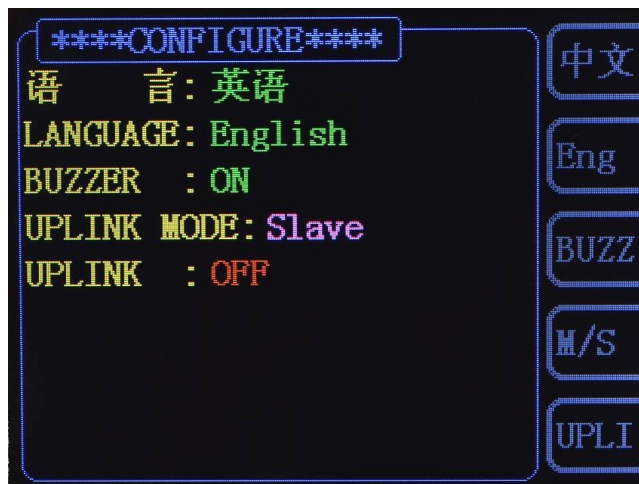 ****CONFIGURE****
语 言: 英语
LANGUAGE: English
BUZZER : ON
UPLINK MODE: Slave
UPLINK : OFF
中文
Eng
BUZZ
M/S
UPLI